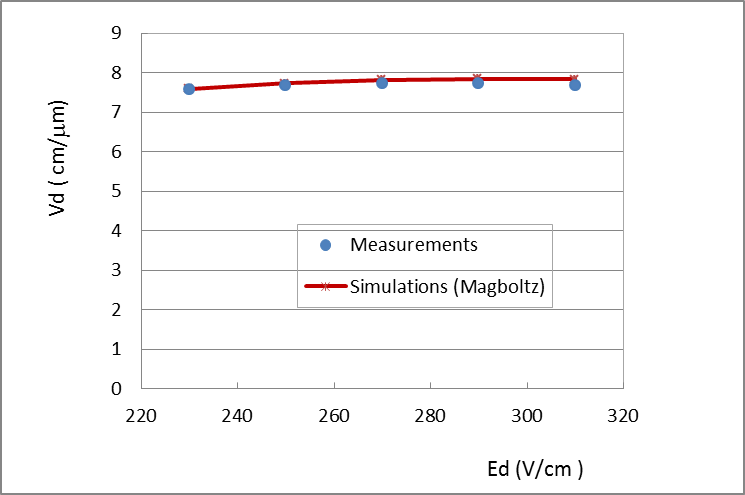 9
8
7
6
5
4
3
2
1
0
Vd ( cm/μm)
Measurements
Simulations (Magboltz)
220 240 260 280 300 320
Ed (V/cm )